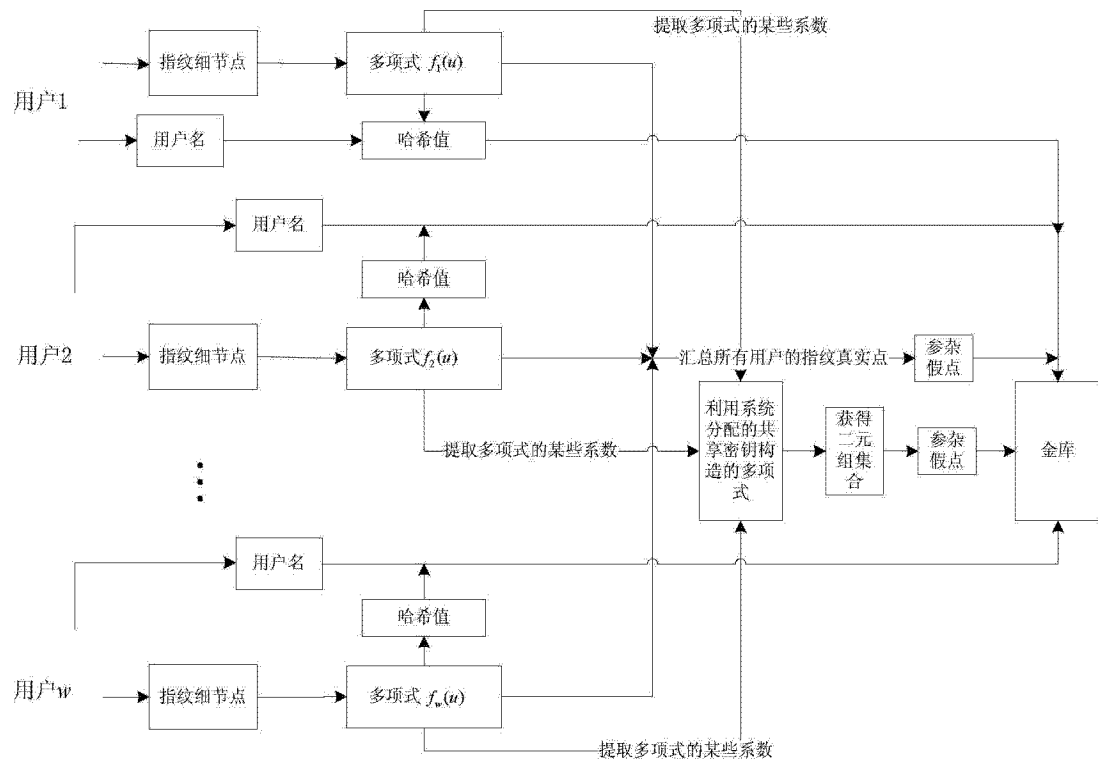 提取多项式的某些系数
指纹细节点
多项式 f₁(u)
用户1
用户名
哈希值
用户名
哈希值
用户2
指纹细节点
多项式f₂(u)
汇总所有用户的指纹真实点
参杂
假点
提取多项式的某些系数
利用系统
分配的共
享密钥构
造的多项
式
获得
二元
组集
合
参杂
假点
金库
用户名
哈希值
用户w
指纹细节点
多项式 f_w(u)
提取多项式的某些系数